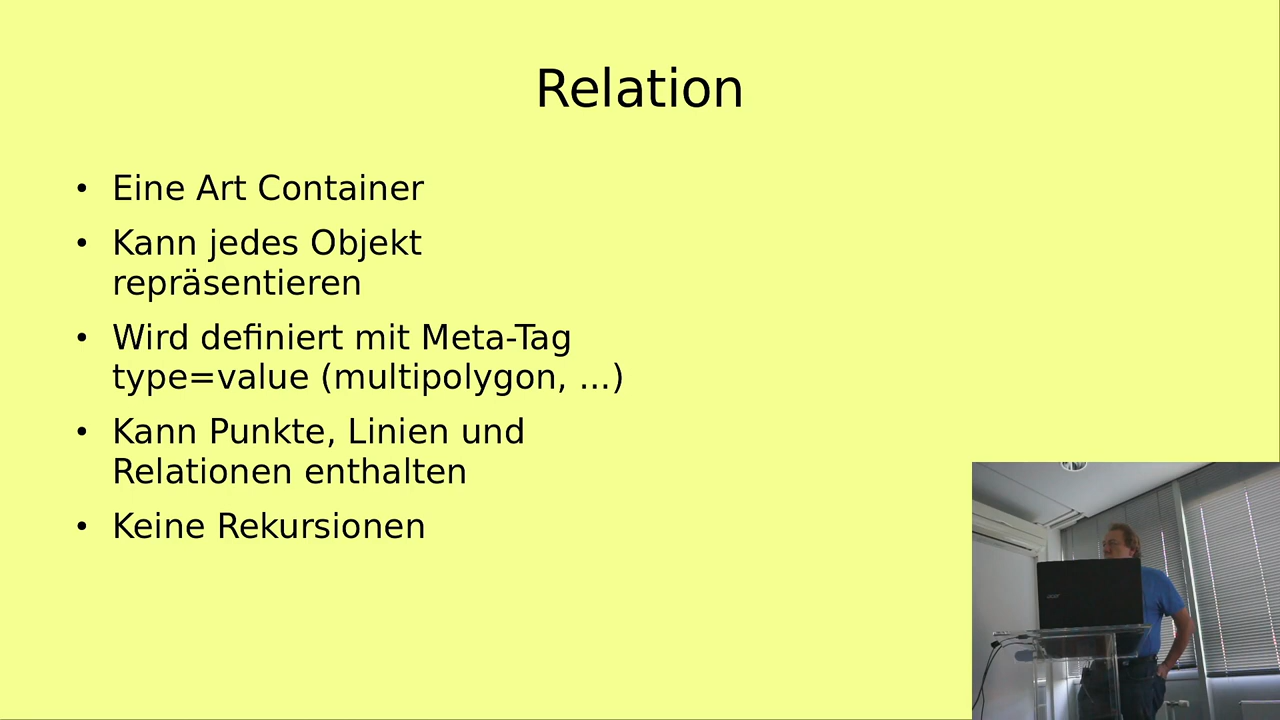 Relation
• Eine Art Container
• Kann jedes Objekt
repräsentieren
• Wird definiert mit Meta-Tag
type=value (multipolygon, ...)
• Kann Punkte, Linien und
Relationen enthalten
• Keine Rekursionen